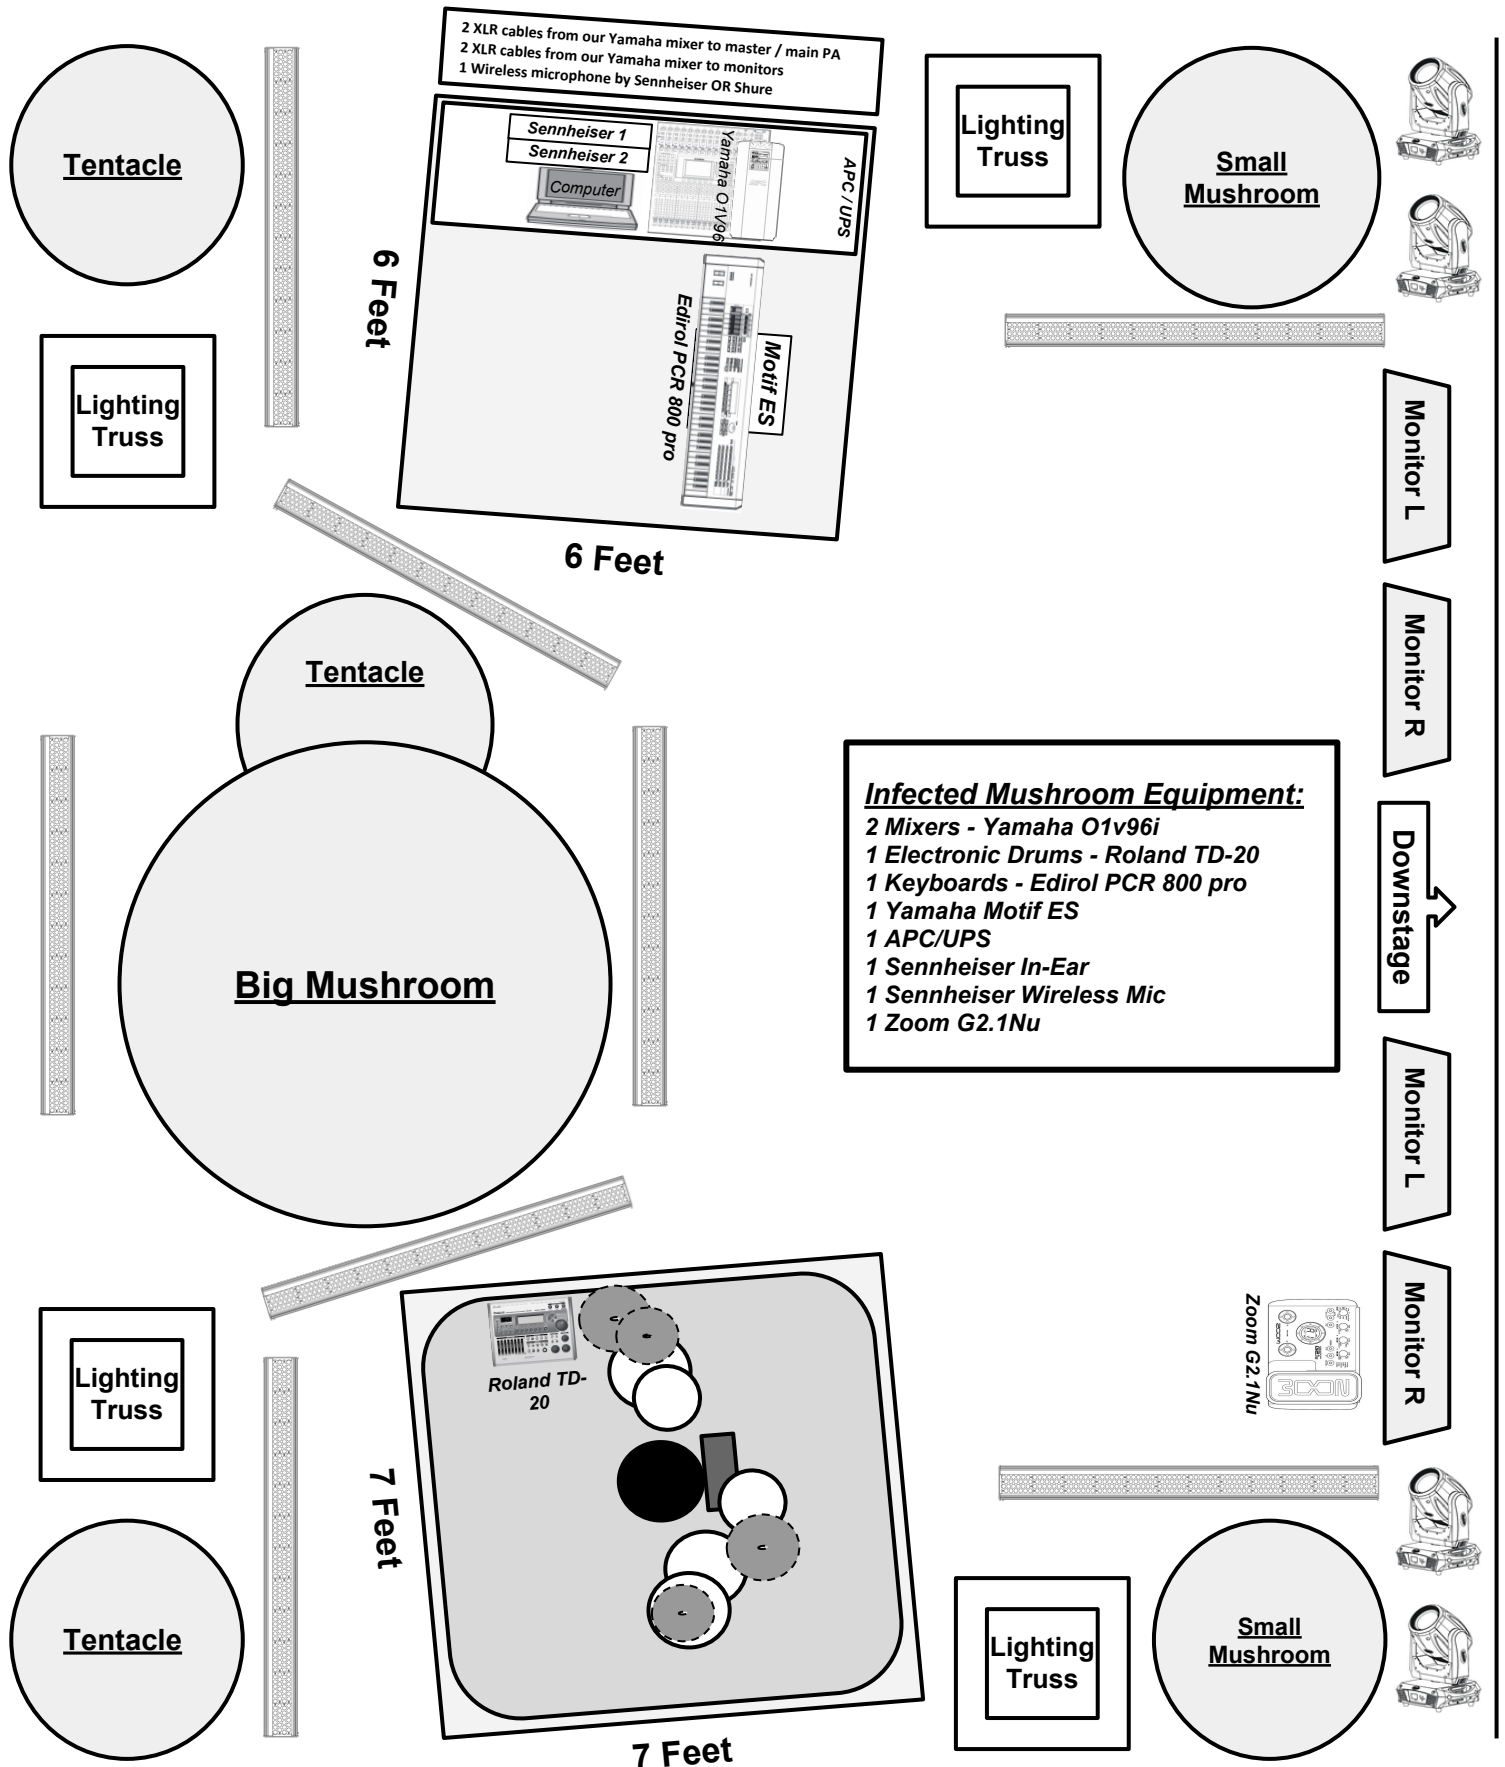 2 XLR cables from our Yamaha mixer to master / main PA
2 XLR cables from our Yamaha mixer to monitors
1 Wireless microphone by Sennheiser OR Shure
Tentacle
Sennheiser 1
Sennheiser 2
Computer
Yamaha O1V96
APC / UPS
Lighting
Truss
Small
Mushroom
6 Feet
Edirol PCR 800 pro
Motif ES
6 Feet
Lighting
Truss
Monitor L
Tentacle
Monitor R
Infected Mushroom Equipment:
2 Mixers - Yamaha O1v96i
1 Electronic Drums - Roland TD-20
1 Keyboards - Edirol PCR 800 pro
1 Yamaha Motif ES
1 APC/UPS
1 Sennheiser In-Ear
1 Sennheiser Wireless Mic
1 Zoom G2.1Nu
Downstage
Big Mushroom
Monitor L
Monitor R
Zoom G2.1Nu
ZOOM
Roland TD-
20
Lighting
Truss
7 Feet
Tentacle
Lighting
Truss
Small
Mushroom
7 Feet